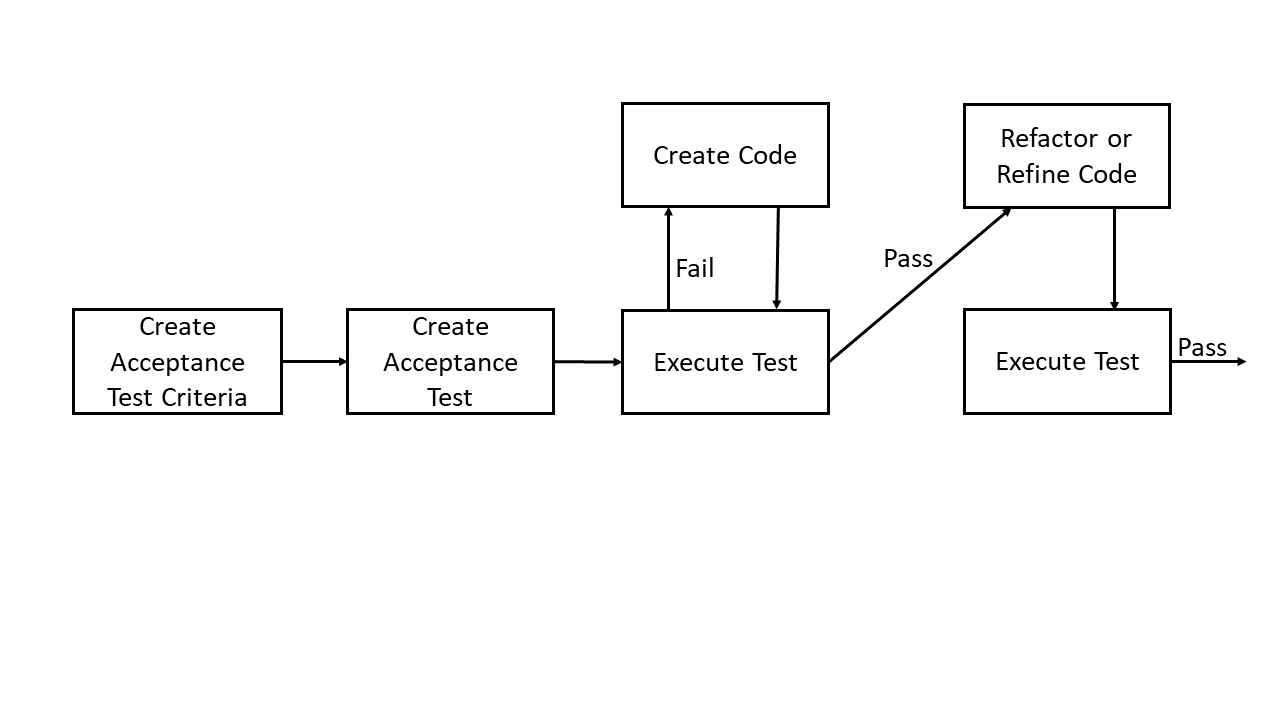 Create
Acceptance
Test Criteria
Create
Acceptance
Test
Create Code
Fail
Execute Test
Pass
Refactor or
Refine Code
Execute Test
Pass